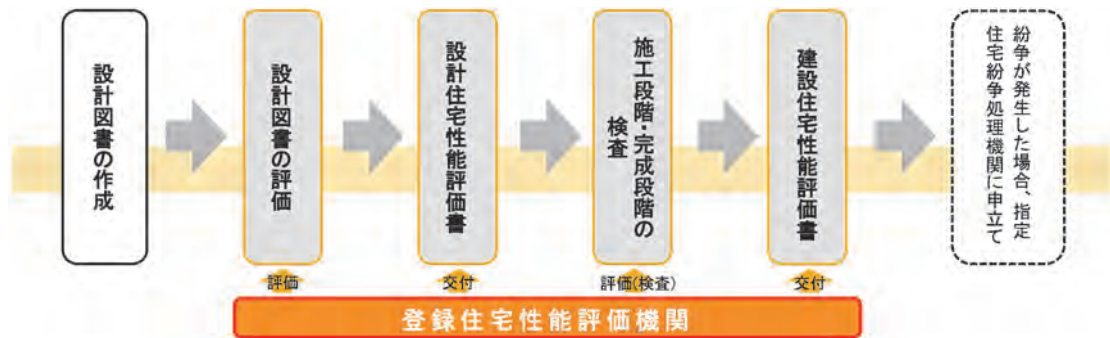 設計図書の作成
設計図書の評価
設計住宅性能評価書
施工段階・完成段階の
検査
建設住宅性能評価書
紛争が発生した場合、指定
住宅紛争処理機関に申立て
評価
交付
評価(検査)
交付
登録住宅性能評価機関